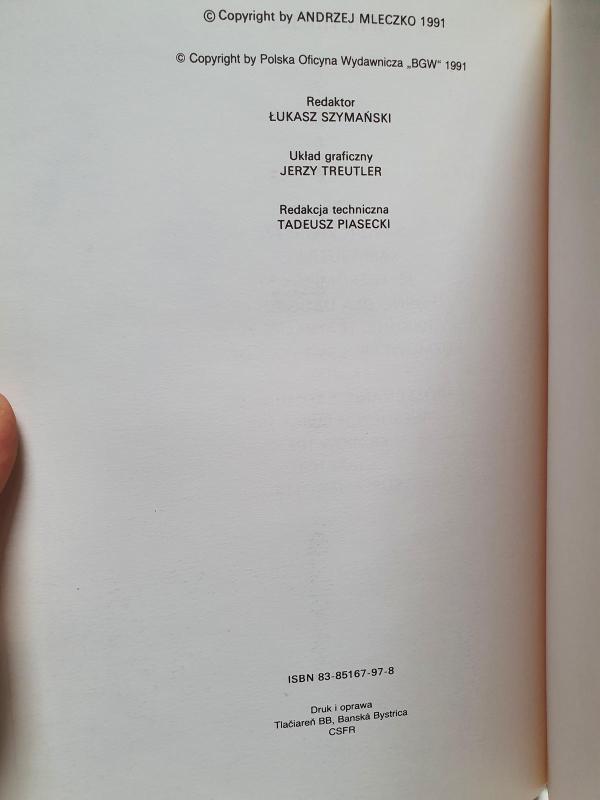 © Copyright by ANDRZEJ MLECZKO 1991
© Copyright by Polska Oficyna Wydawnicza „BGW" 1991
Redaktor
ŁUKASZ SZYMAŃSKI
Układ graficzny
JERZY TREUTLER
Redakcja techniczna
TADEUSZ PIASECKI
ISBN 83-85167-97-8
Druk i oprawa
Tlačiareň BB, Banská Bystrica
CSFR